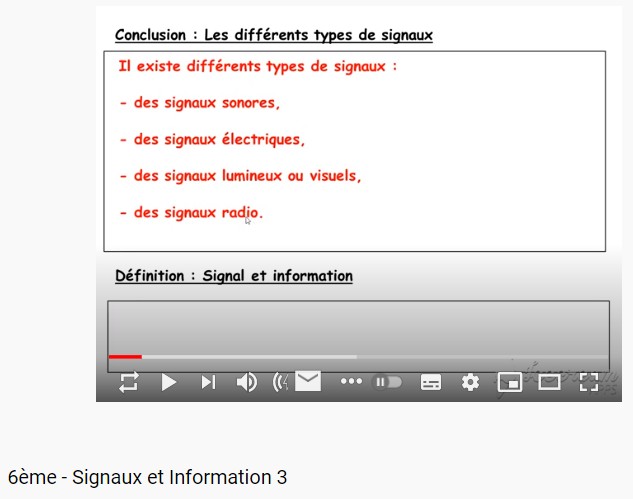 Conclusion : Les différents types de signaux
Il existe différents types de signaux :
- des signaux sonores,
- des signaux électriques,
- des signaux lumineux ou visuels,
- des signaux radio.
Définition : Signal et information
6ème - Signaux et Information 3